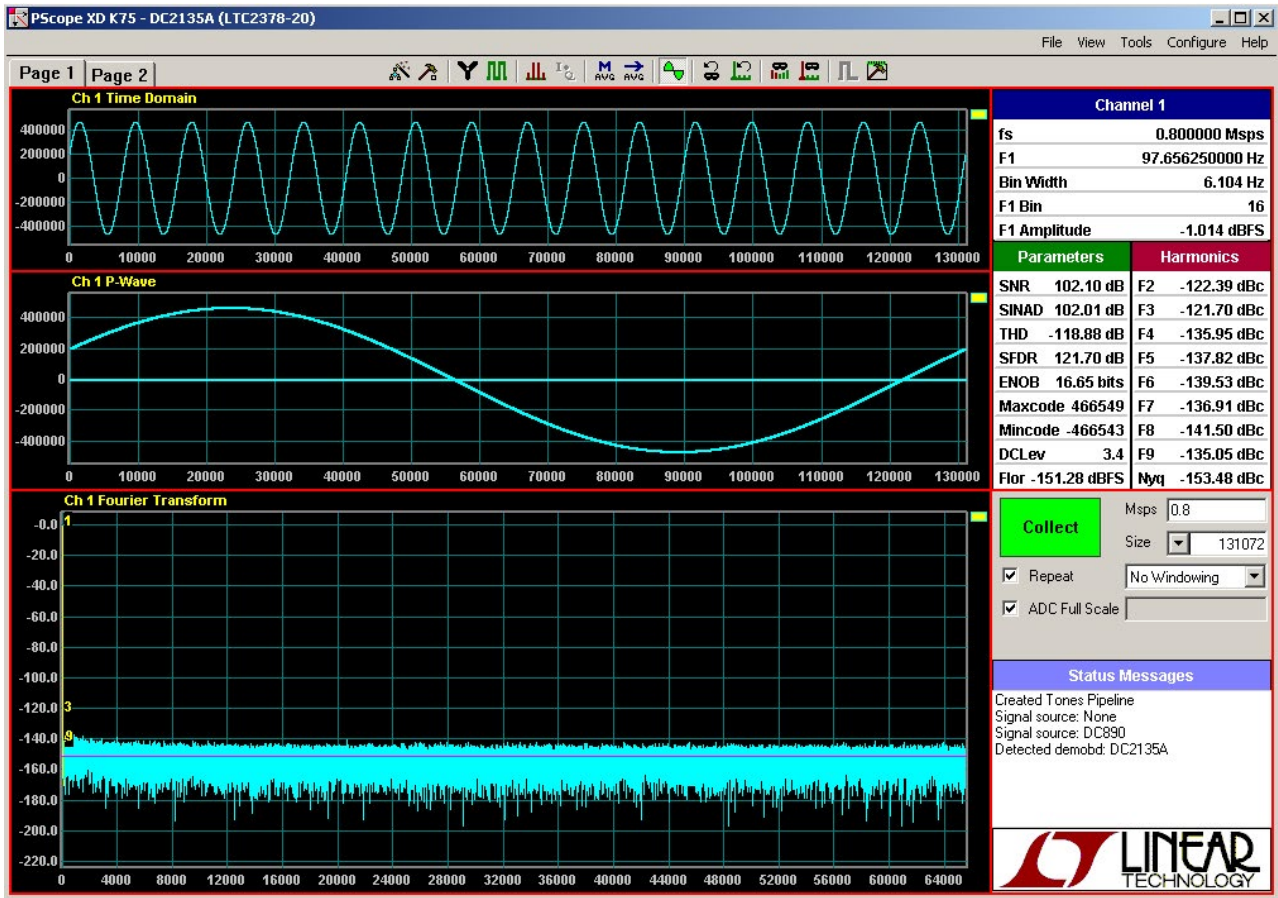 PScope XD K75 - DC2135A (LTC2378-20)
File View Tools Configure Help
Page 1 Page 2
M AVG AVG
Ch 1 Time Domain
400000
200000
0
-200000
-400000
0 10000 20000 30000 40000 50000 60000 70000 80000 90000 100000 110000 120000 130000
Ch 1 P-Wave
400000
200000
0
-200000
-400000
0 10000 20000 30000 40000 50000 60000 70000 80000 90000 100000 110000 120000 130000
Ch 1 Fourier Transform
1
3
9
-0.0
-20.0
-40.0
-60.0
-80.0
-100.0
-120.0
-140.0
-160.0
-180.0
-200.0
-220.0
0 4000 8000 12000 16000 20000 24000 28000 32000 36000 40000 44000 48000 52000 56000 60000 64000
Channel 1
fs 0.800000 Msps
F1 97.656250000 Hz
Bin Width 6.104 Hz
F1 Bin 16
F1 Amplitude -1.014 dBFS
Parameters Harmonics
SNR 102.10 dB F2 -122.39 dBc
SINAD 102.01 dB F3 -121.70 dBc
THD -118.88 dB F4 -135.95 dBc
SFDR 121.70 dB F5 -137.82 dBc
ENOB 16.65 bits F6 -139.53 dBc
Maxcode 466549 F7 -136.91 dBc
Mincode -466543 F8 -141.50 dBc
DCLev 3.4 F9 -135.05 dBc
Flor -151.28 dBFS Nyq -153.48 dBc
Collect
Msps 0.8
Size 131072
Repeat No Windowing
ADC Full Scale
Status Messages
Created Tones Pipeline
Signal source: None
Signal source: DC890
Detected demobd: DC2135A
LINEAR
TECHNOLOGY